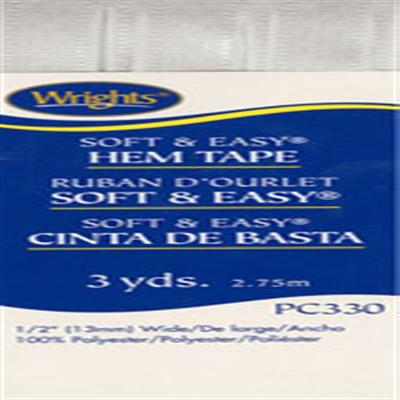 Wrights®
SOFT & EASY®
HEM TAPE
RUBAN D'OURLET
SOFT & EASY®
SOFT & EASY®
CINTA DE BASTA
3 yds. 2.75m
PC330
1/2" (13mm) Wide/De large/Ancho
100% Polyester/Polyester/Poliéster